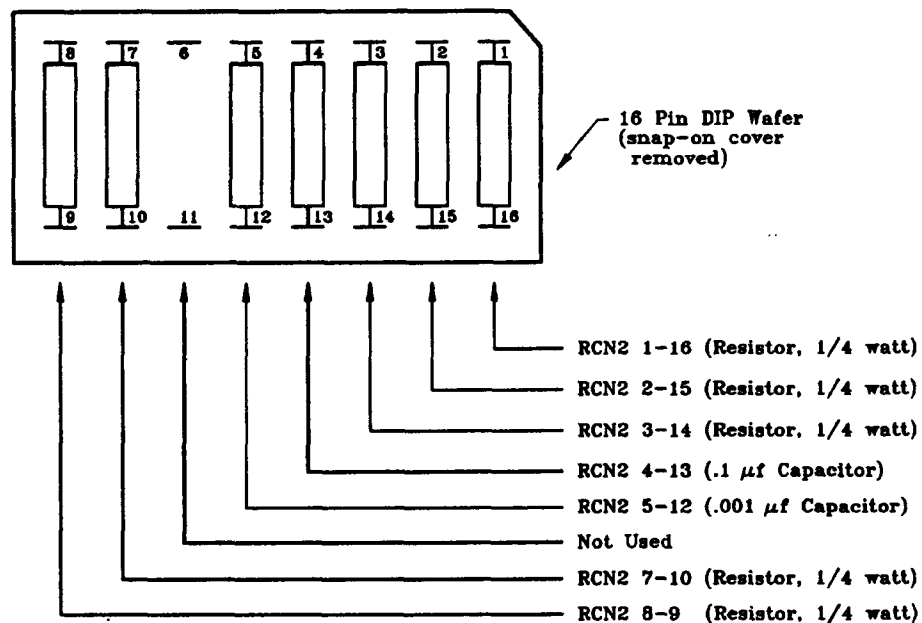 8 7 6 5 4 3 2 1
9 10 11 12 13 14 15 16
16 Pin DIP Wafer
(snap-on cover
removed)
RCN2 1-16 (Resistor, 1/4 watt)
RCN2 2-15 (Resistor, 1/4 watt)
RCN2 3-14 (Resistor, 1/4 watt)
RCN2 4-13 (.1 μf Capacitor)
RCN2 5-12 (.001 μf Capacitor)
Not Used
RCN2 7-10 (Resistor, 1/4 watt)
RCN2 8-9 (Resistor, 1/4 watt)